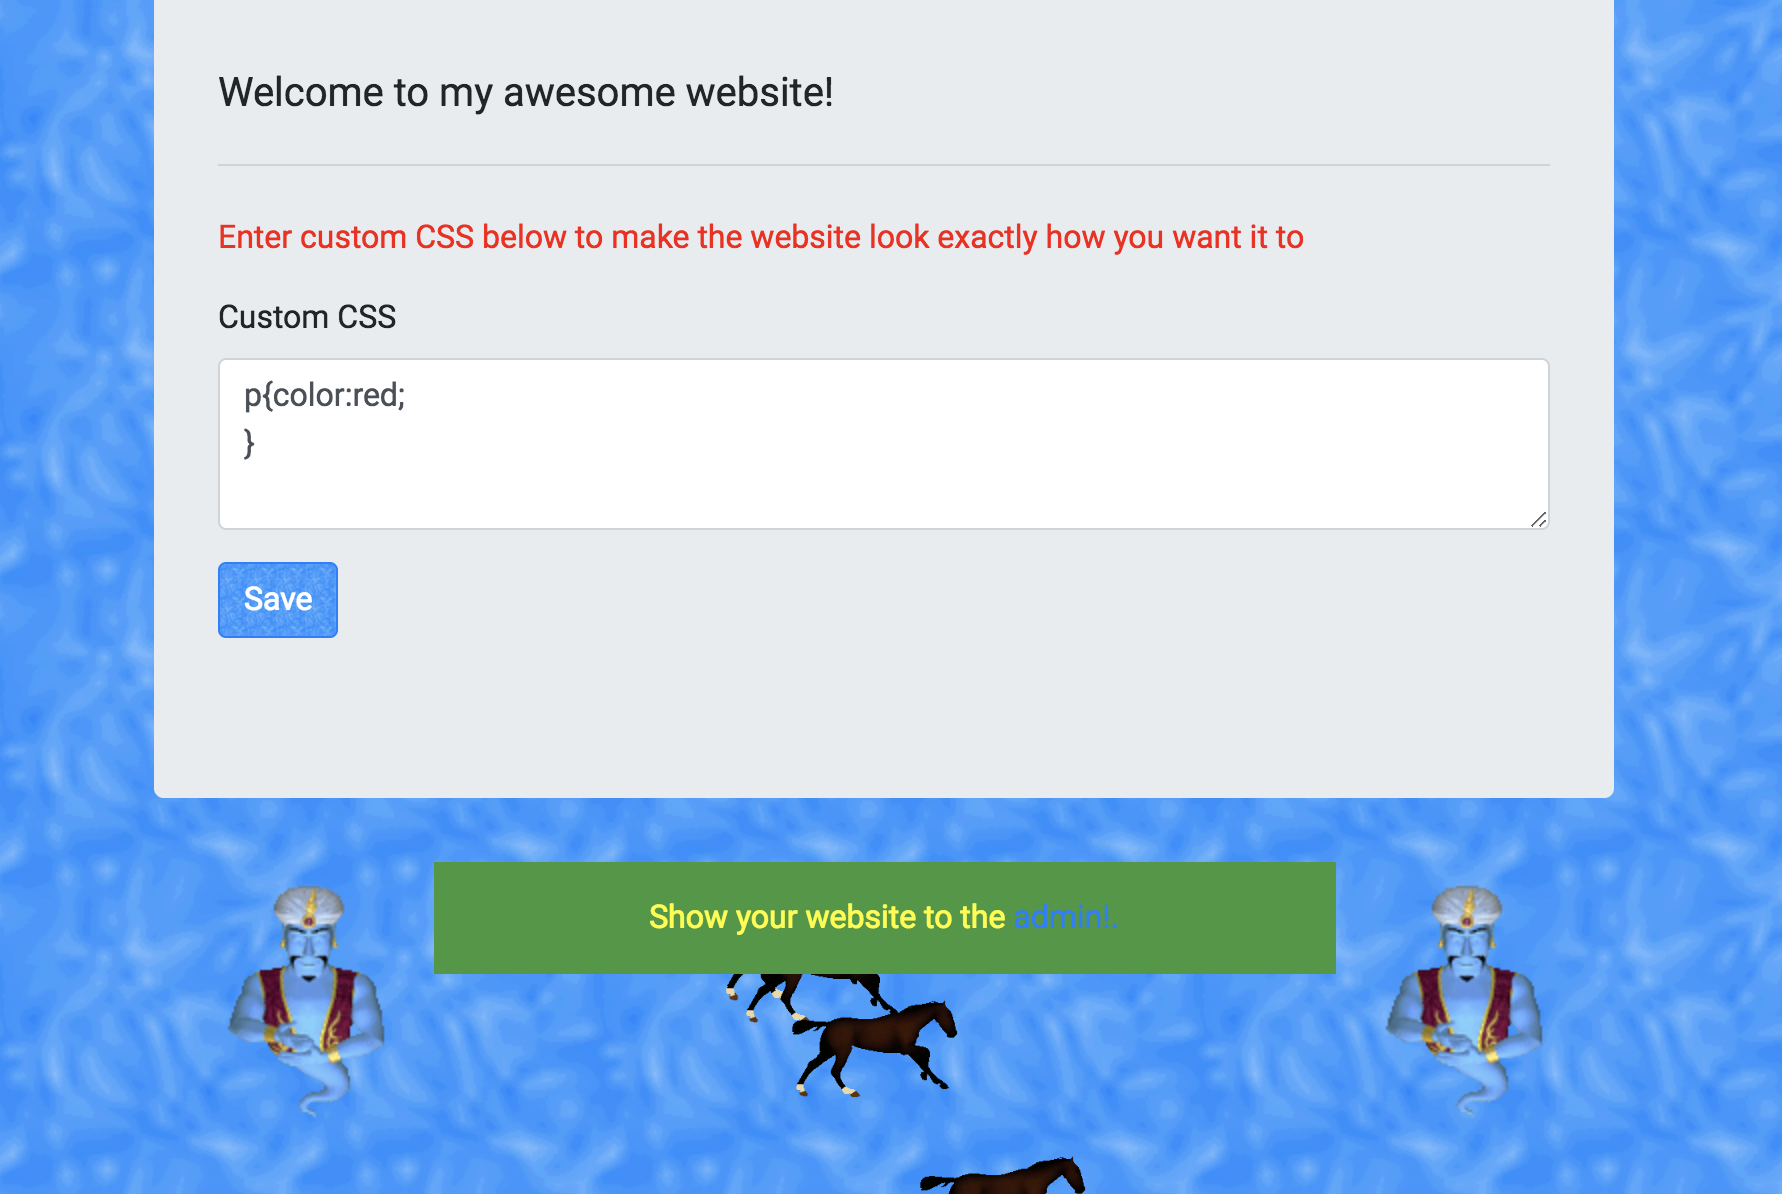 Welcome to my awesome website!
Enter custom CSS below to make the website look exactly how you want it to
Custom CSS
p{color:red;
}
Save
Show your website to the admin!.